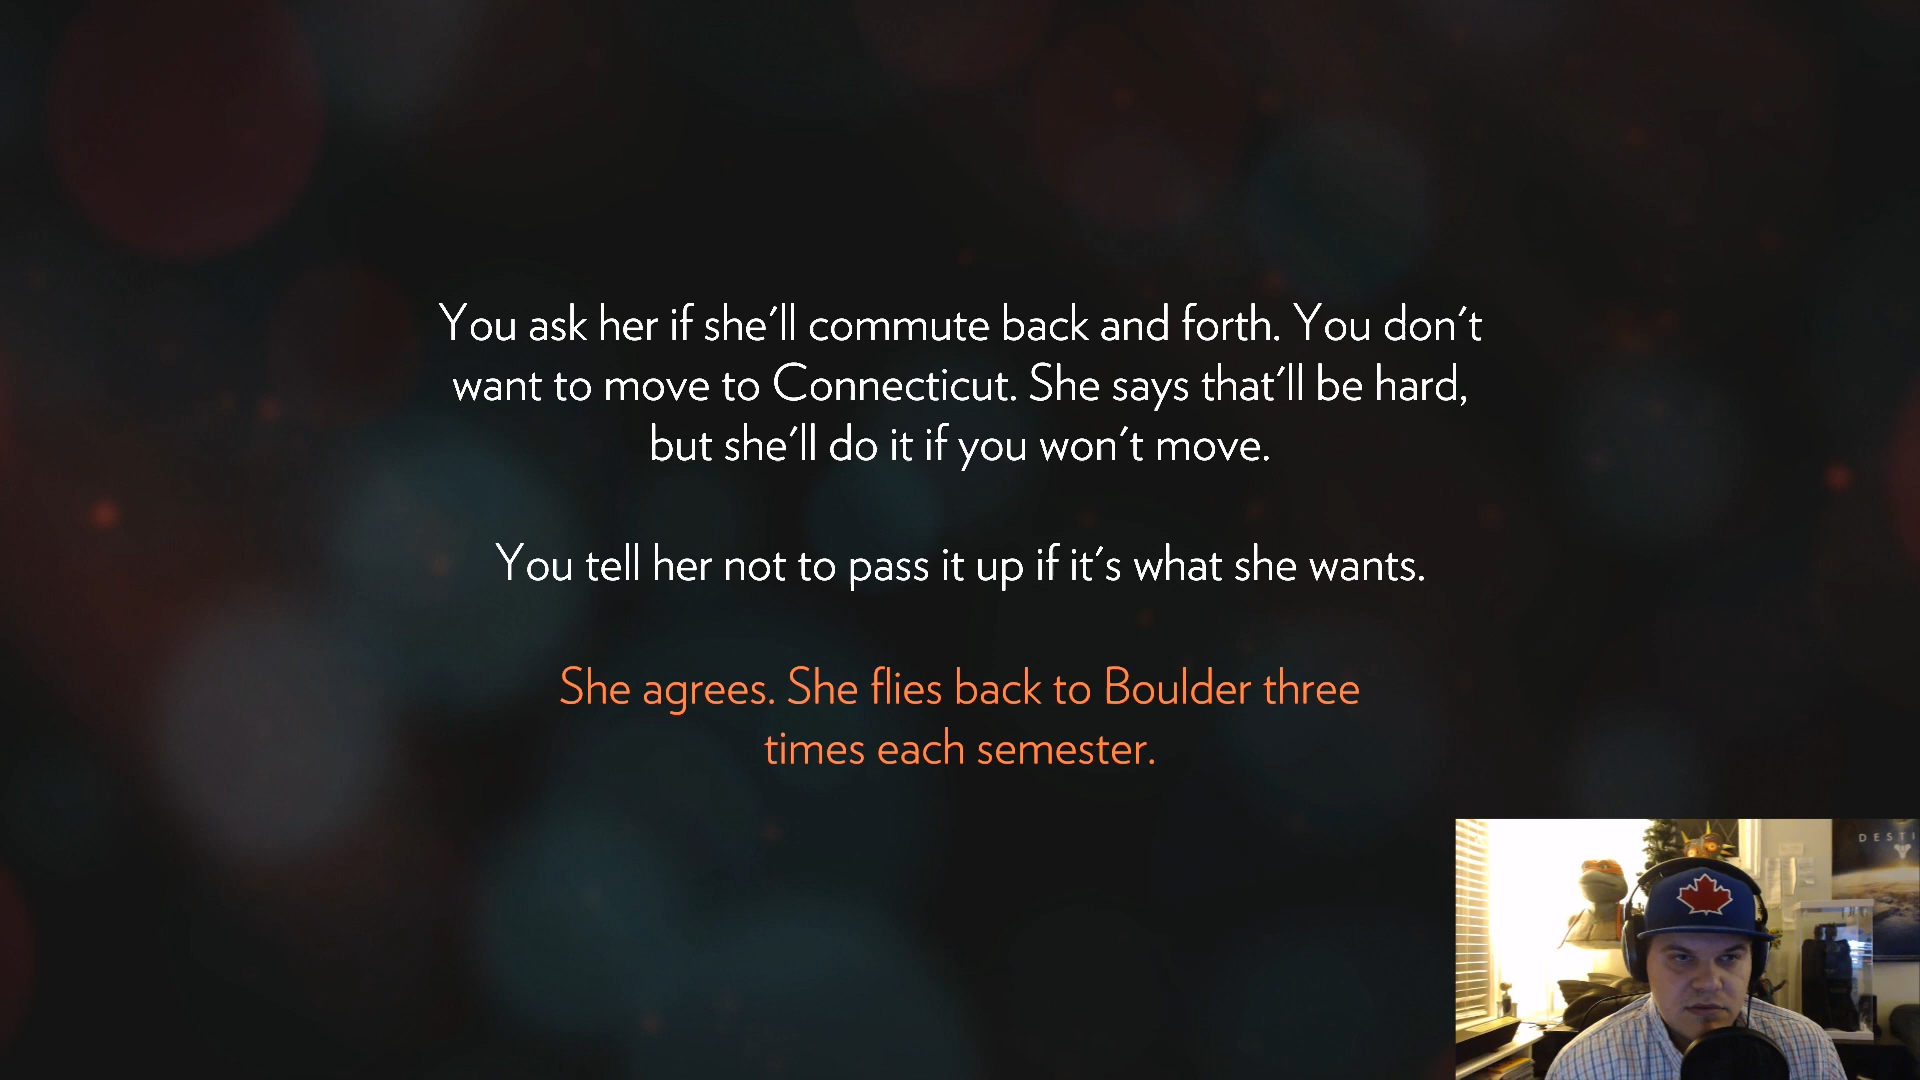 You ask her if she'll commute back and forth. You don't
want to move to Connecticut. She says that'll be hard,
but she'll do it if you won't move.
You tell her not to pass it up if it's what she wants.
She agrees. She flies back to Boulder three
times each semester.
DESTI